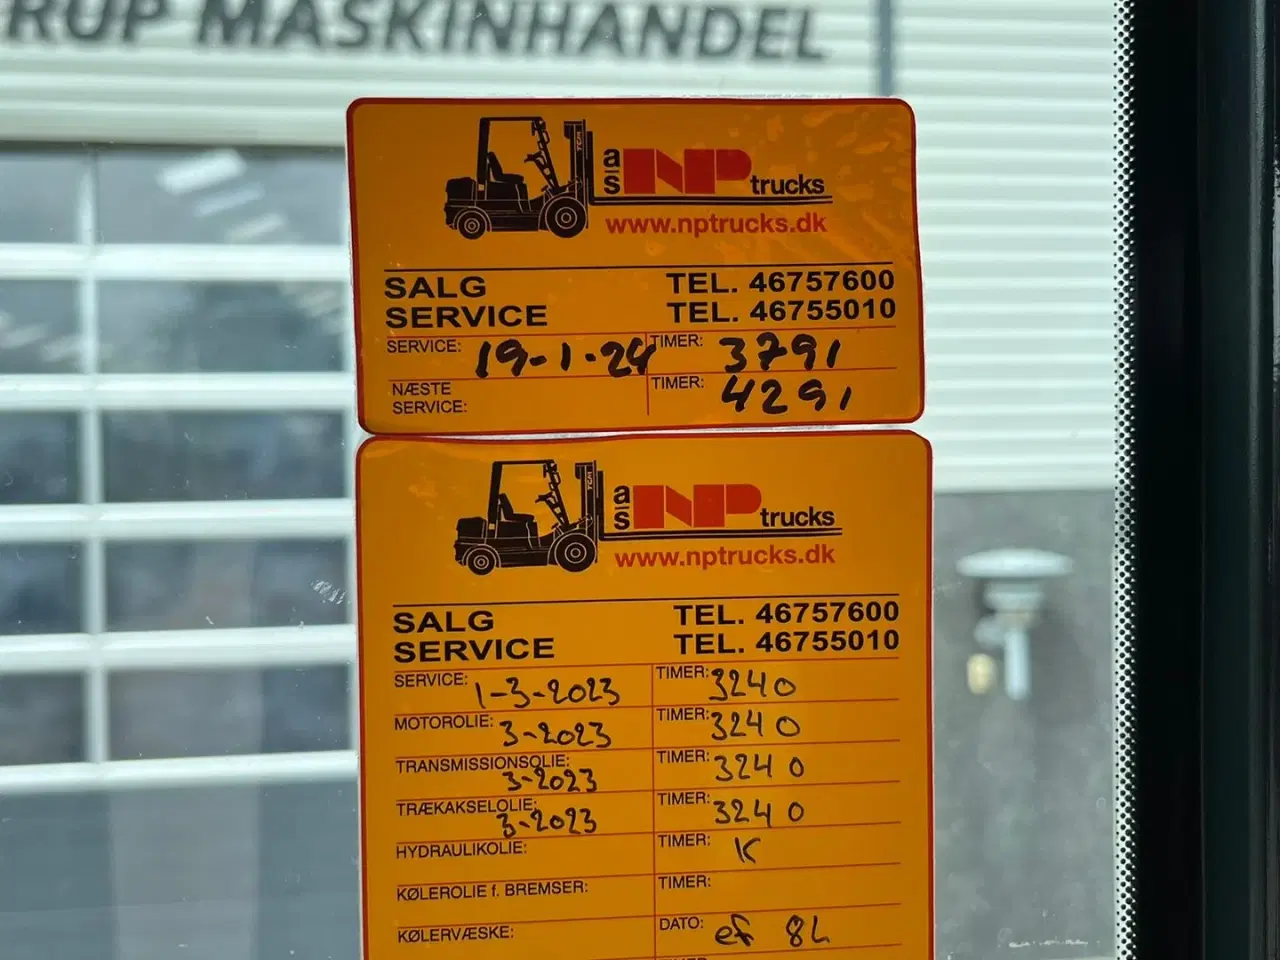 RUP MASKINHANDEL
TCM
a/s NP trucks
www.nptrucks.dk
SALG TEL. 46757600
SERVICE TEL. 46755010
SERVICE: 19-1-24 TIMER: 3791
NÆSTE SERVICE: TIMER: 4291
TCM
a/s NP trucks
www.nptrucks.dk
SALG TEL. 46757600
SERVICE TEL. 46755010
SERVICE: 1-3-2023 TIMER: 3240
MOTOROLIE: 3-2023 TIMER: 3240
TRANSMISSIONSOLIE: 3-2023 TIMER: 3240
TRÆKAKSELOLIE: 3-2023 TIMER: 3240
HYDRAULIKOLIE: TIMER: K
KØLEROLIE f. BREMSER: TIMER:
KØLERVÆSKE: DATO: ef 8L